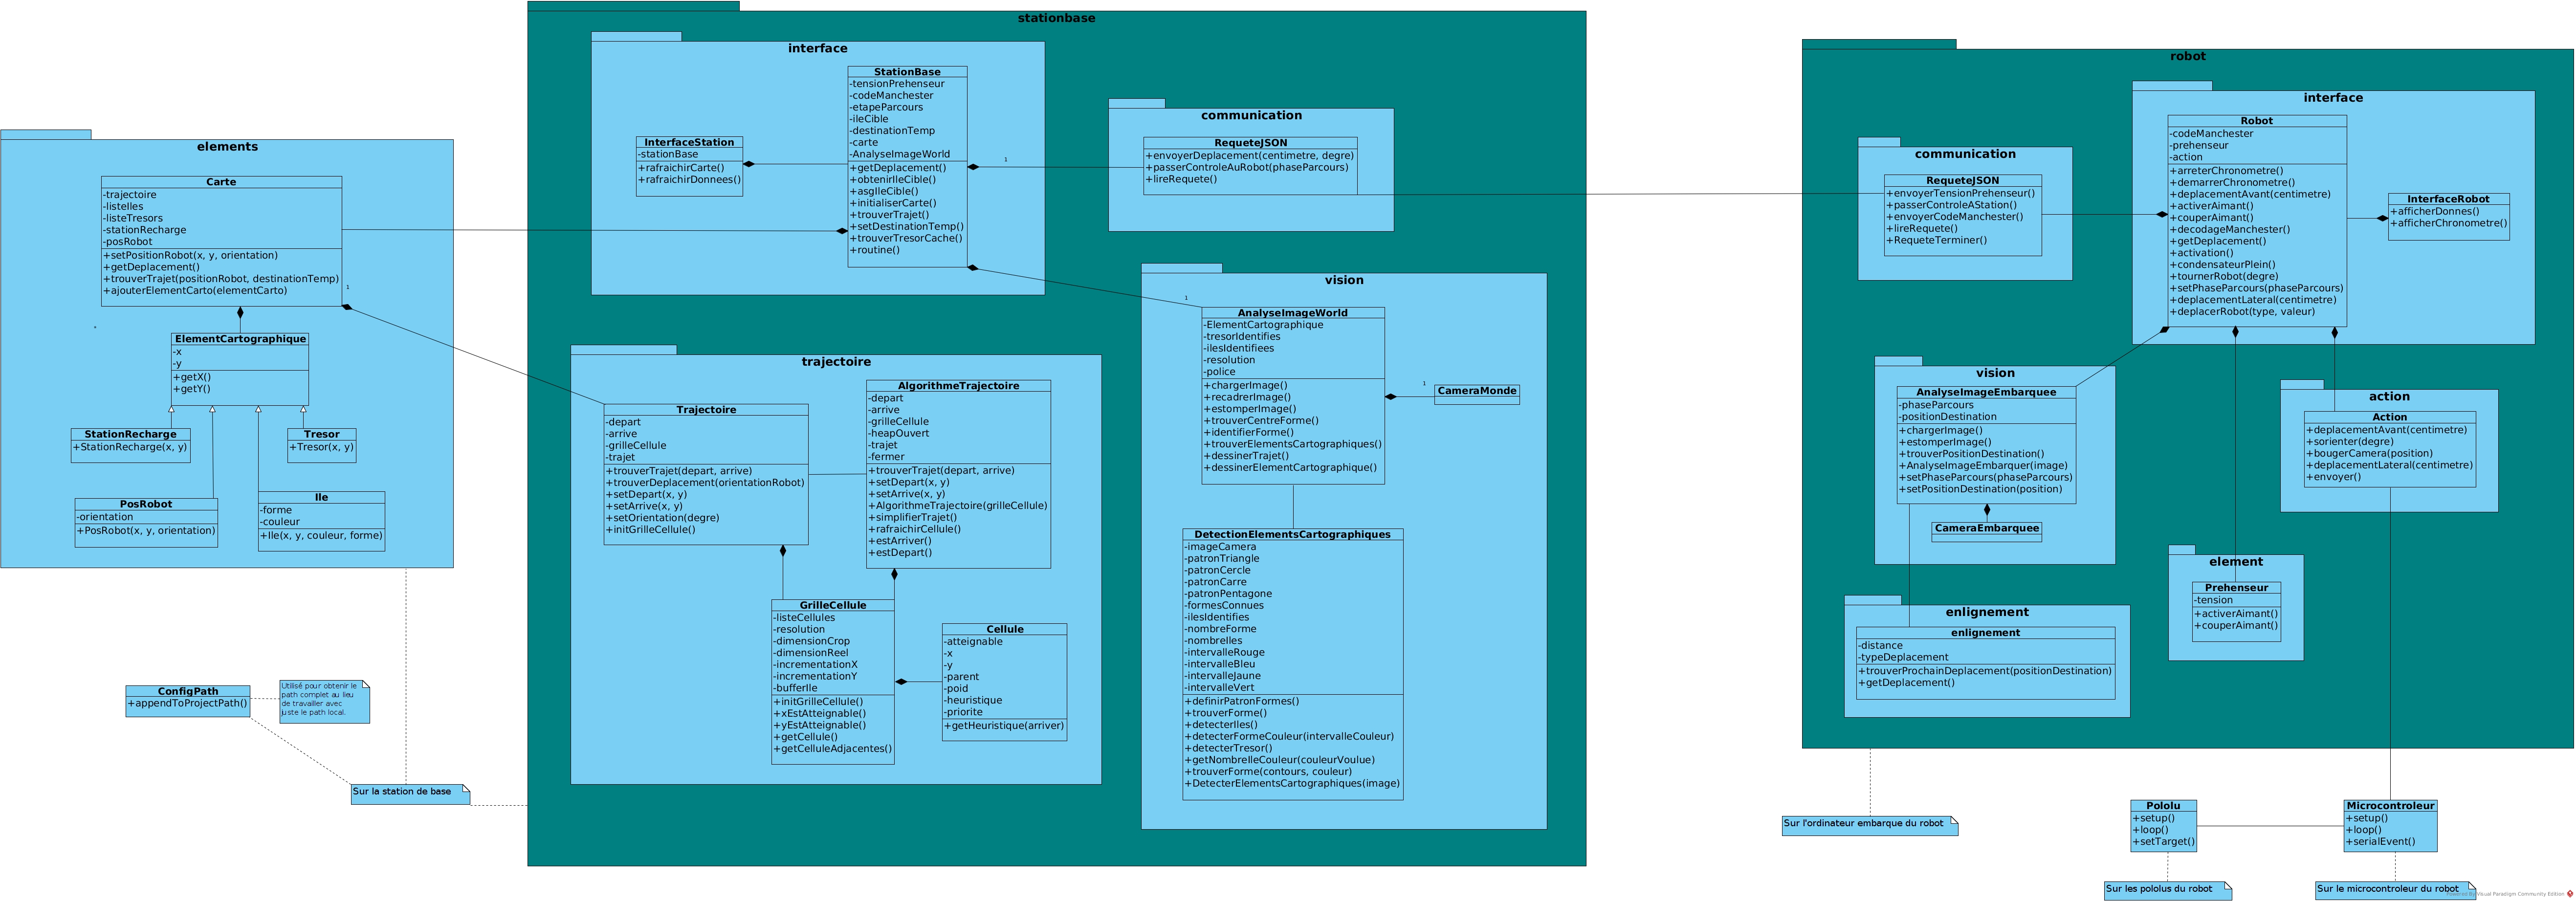 elements
Carte
-trajectoire
-listeIles
-listeTresors
-stationRecharge
-posRobot
+setPositionRobot(x, y, orientation)
+getDeplacement()
+trouverTrajet(positionRobot, destinationTemp)
+ajouterElementCarto(elementCarto)
1
*
ElementCartographique
-x
-y
+getX()
+getY()
StationRecharge
+StationRecharge(x, y)
Tresor
+Tresor(x, y)
PosRobot
-orientation
+PosRobot(x, y, orientation)
Ile
-forme
-couleur
+Ile(x, y, couleur, forme)
ConfigPath
+appendToProjectPath()
Utilisé pour obtenir le
path complet au lieu
de travailler avec
juste le path local.
Sur la station de base
stationbase
interface
InterfaceStation
-stationBase
+rafraichirCarte()
+rafraichirDonnees()
StationBase
-tensionPrehenseur
-codeManchester
-etapeParcours
-ileCible
-destinationTemp
-carte
-AnalyseImageWorld
+getDeplacement()
+obtenirIleCible()
+asgIleCible()
+initialiserCarte()
+trouverTrajet()
+setDestinationTemp()
+trouverTresorCache()
+routine()
1
communication
RequeteJSON
+envoyerDeplacement(centimetre, degre)
+passerControleAuRobot(phaseParcours)
+lireRequete()
1
trajectoire
Trajectoire
-depart
-arrive
-grilleCellule
-trajet
+trouverTrajet(depart, arrive)
+trouverDeplacement(orientationRobot)
+setDepart(x, y)
+setArrive(x, y)
+setOrientation(degre)
+initGrilleCellule()
AlgorithmeTrajectoire
-depart
-arrive
-grilleCellule
-heapOuvert
-trajet
-fermer
+trouverTrajet(depart, arrive)
+setDepart(x, y)
+setArrive(x, y)
+AlgorithmeTrajectoire(grilleCellule)
+simplifierTrajet()
+rafraichirCellule()
+estArriver()
+estDepart()
GrilleCellule
-listeCellules
-resolution
-dimensionCrop
-dimensionReel
-incrementationX
-incrementationY
-bufferIle
+initGrilleCellule()
+xEstAtteignable()
+yEstAtteignable()
+getCellule()
+getCelluleAdjacentes()
Cellule
-atteignable
-x
-y
-parent
-poid
-heuristique
-priorite
+getHeuristique(arriver)
vision
AnalyseImageWorld
-ElementCartographique
-tresorIdentifies
-ilesIdentifiees
-resolution
-police
+chargerImage()
+recadrerImage()
+estomperImage()
+trouverCentreForme()
+identifierForme()
+trouverElementsCartographiques()
+dessinerTrajet()
+dessinerElementCartographique()
1
CameraMonde
DetectionElementsCartographiques
-imageCamera
-patronTriangle
-patronCercle
-patronCarre
-patronPentagone
-formesConnues
-ilesIdentifies
-nombreForme
-nombreIles
-intervalleRouge
-intervalleBleu
-intervalleJaune
-intervalleVert
+definirPatronFormes()
+trouverForme()
+detecterIles()
+detecterFormeCouleur(intervalleCouleur)
+detecterTresor()
+getNombreIleCouleur(couleurVoulue)
+trouverForme(contours, couleur)
+DetecterElementsCartographiques(image)
robot
communication
RequeteJSON
+envoyerTensionPrehenseur()
+passerControleAStation()
+envoyerCodeManchester()
+lireRequete()
+RequeteTerminer()
interface
Robot
-codeManchester
-prehenseur
-action
+arreterChronometre()
+demarrerChronometre()
+deplacementAvant(centimetre)
+activerAimant()
+couperAimant()
+decodageManchester()
+getDeplacement()
+activation()
+condensateurPlein()
+tournerRobot(degre)
+setPhaseParcours(phaseParcours)
+deplacementLateral(centimetre)
+deplacerRobot(type, valeur)
InterfaceRobot
+afficherDonnes()
+afficherChronometre()
vision
AnalyseImageEmbarquee
-phaseParcours
-positionDestination
+chargerImage()
+estomperImage()
+trouverPositionDestination()
+AnalyseImageEmbarquer(image)
+setPhaseParcours(phaseParcours)
+setPositionDestination(position)
CameraEmbarquee
action
Action
+deplacementAvant(centimetre)
+sorienter(degre)
+bougerCamera(position)
+deplacementLateral(centimetre)
+envoyer()
element
Prehenseur
-tension
+activerAimant()
+couperAimant()
enlignement
enlignement
-distance
-typeDeplacement
+trouverProchainDeplacement(positionDestination)
+getDeplacement()
Sur l'ordinateur embarque du robot
Pololu
+setup()
+loop()
+setTarget()
Microcontroleur
+setup()
+loop()
+serialEvent()
Sur les pololus du robot
Sur le microcontroleur du robot
Visual Paradigm Community Edition